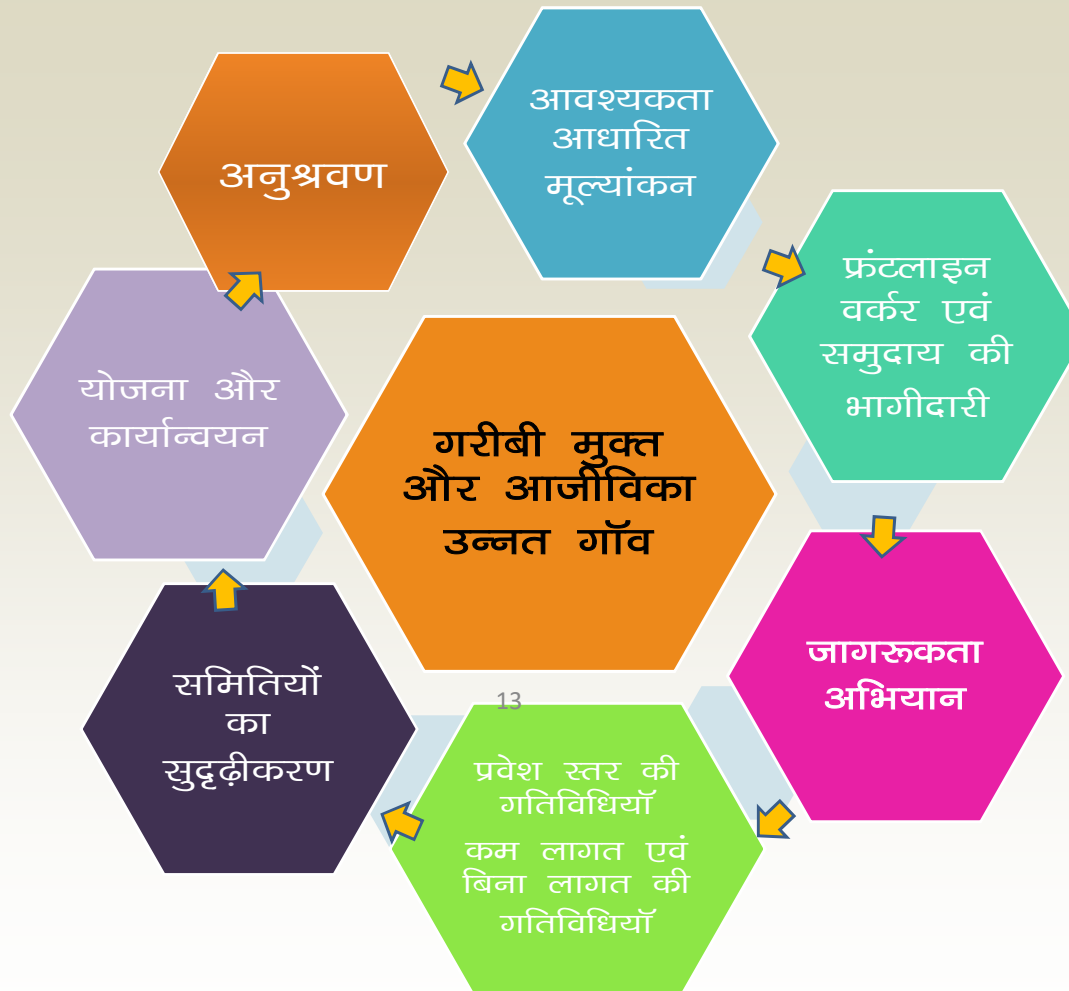 अनुश्रवण
आवश्यकता
आधारित
मूल्यांकन
फ्रंटलाइन
वर्कर एवं
समुदाय की
भागीदारी
जागरूकता
अभियान
प्रवेश स्तर की
गतिविधियॉ
कम लागत एवं
बिना लागत की
गतिविधियॉ
समितियों
का
सुदृढ़ीकरण
योजना और
कार्यान्वयन
गरीबी मुक्त
और आजीविका
उन्नत गॉव
13